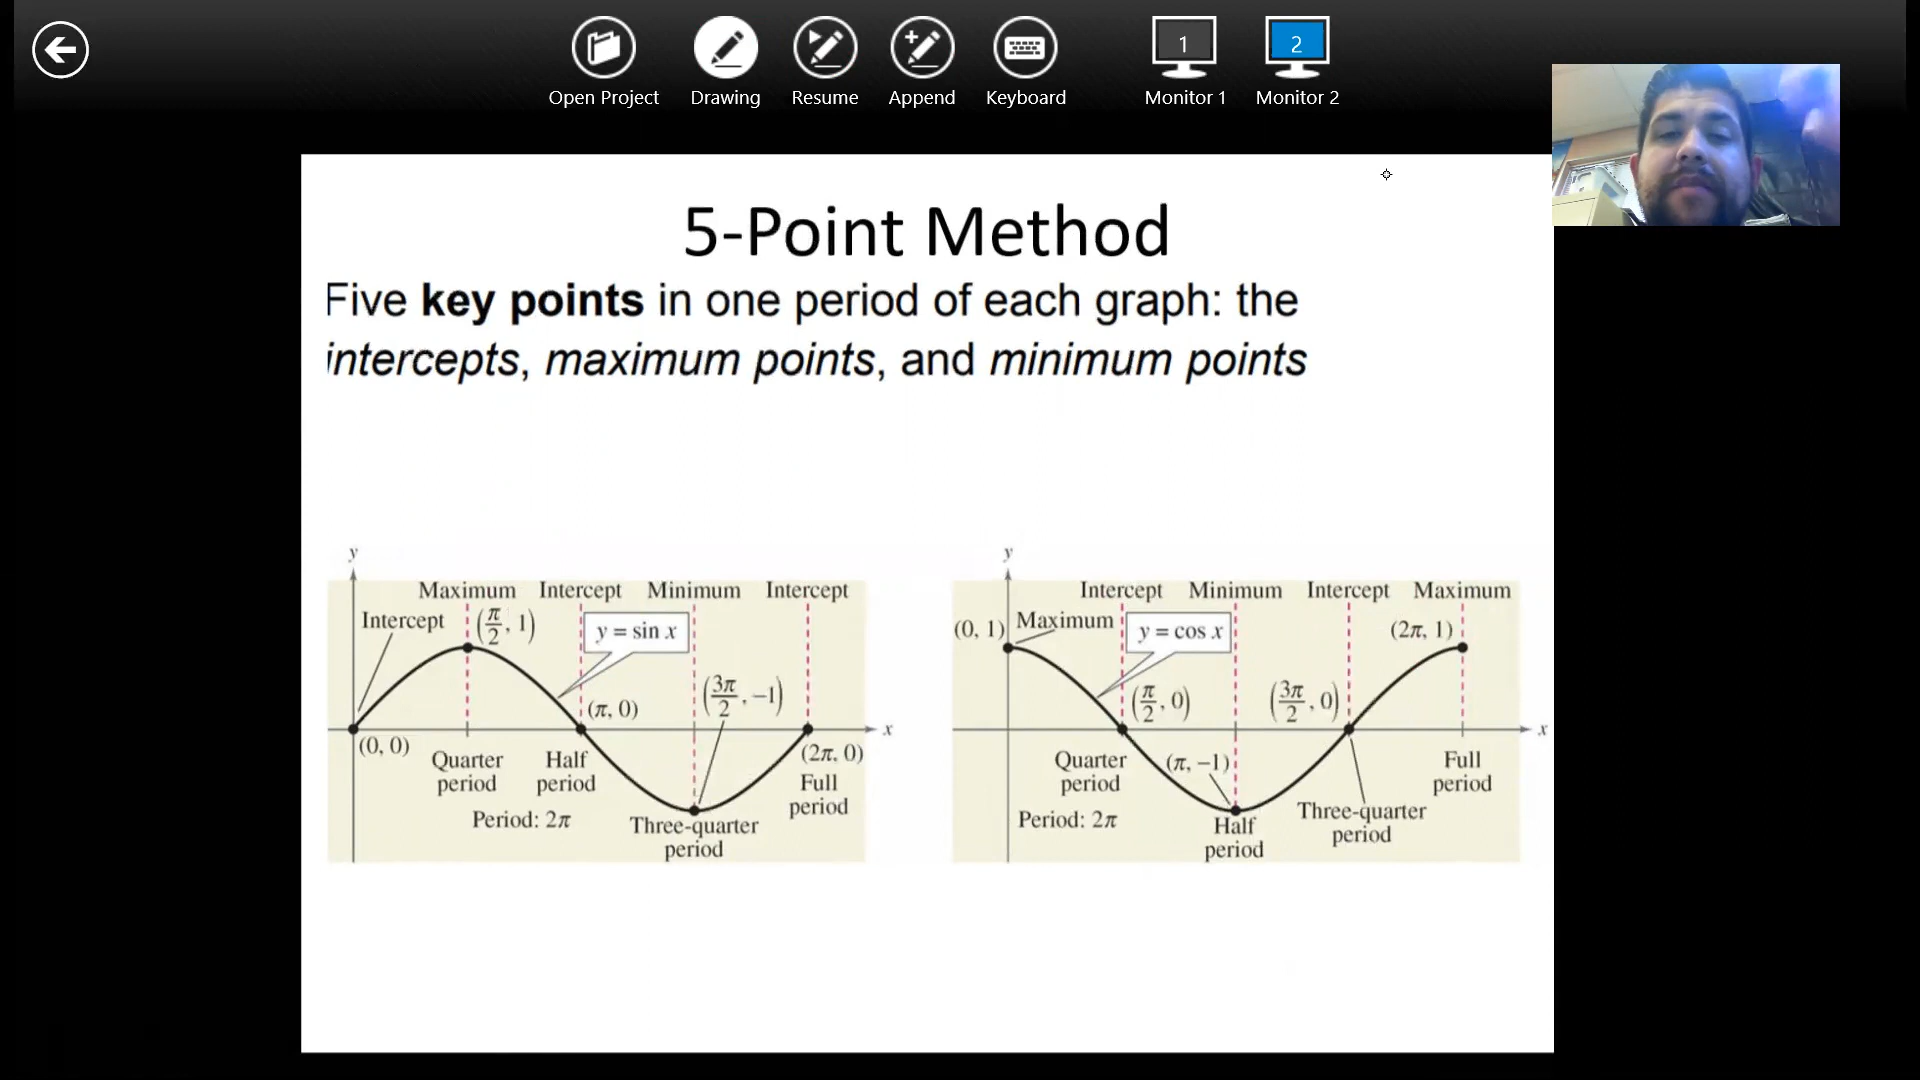 Open Project
Drawing
Resume
Append
Keyboard
1
Monitor 1
2
Monitor 2
5-Point Method
Five key points in one period of each graph: the
intercepts, maximum points, and minimum points
y
Maximum Intercept Minimum Intercept
Intercept
(π/2, 1)
y = sin x
(3π/2, −1)
(π, 0)
x
(0, 0)
(2π, 0)
Quarter
period
Half
period
Full
period
Period: 2π
Three-quarter
period
y
Intercept Minimum Intercept Maximum
(0, 1)
Maximum
y = cos x
(2π, 1)
(π/2, 0)
(3π/2, 0)
x
Quarter
period
(π, −1)
Full
period
Period: 2π
Half
period
Three-quarter
period